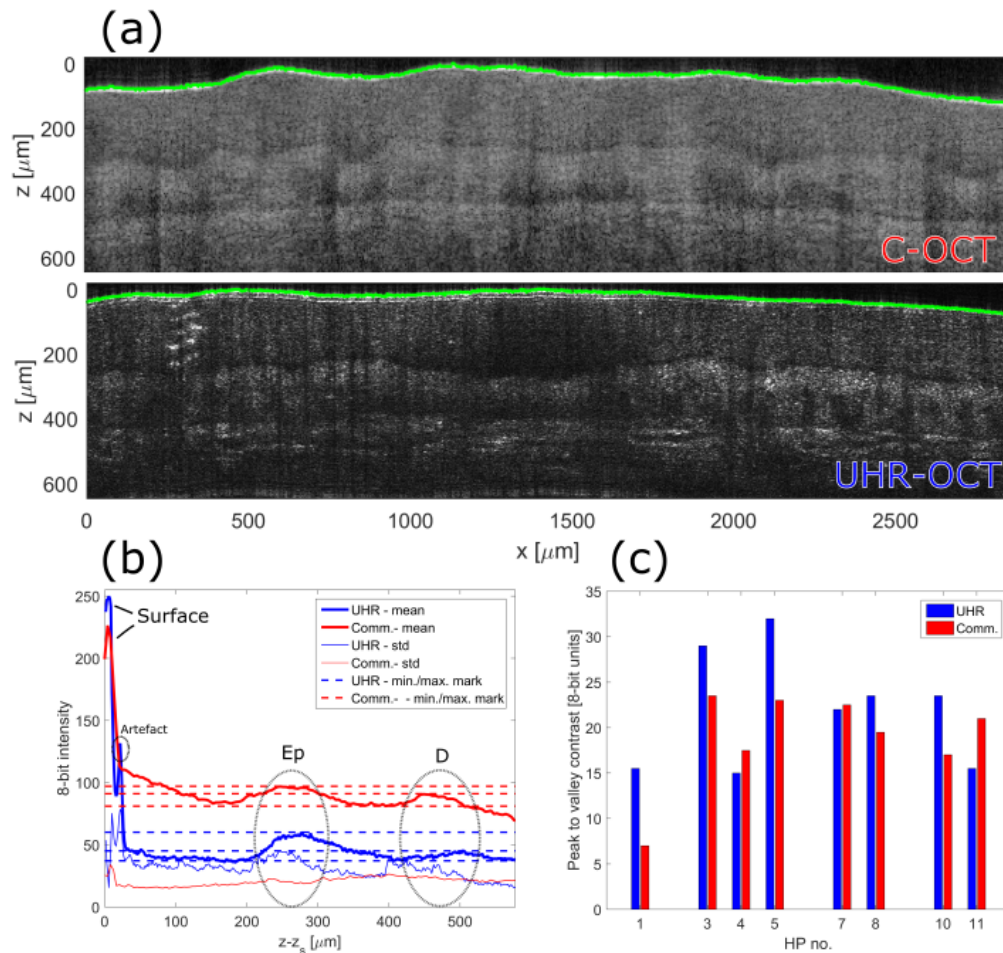 (a)
0
200
400
600
z [μm]
C-OCT
0
200
400
600
z [μm]
UHR-OCT
0 500 1000 1500 2000 2500
x [μm]
(b)
250
200
150
100
50
0
8-bit intensity
Surface
Artefact
Ep
D
UHR - mean
Comm.- mean
UHR - std
Comm.- std
UHR - min./max. mark
Comm.- - min./max. mark
0 100 200 300 400 500
z-zs [μm]
(c)
35
30
25
20
15
10
5
0
Peak to valley contrast [8-bit units]
UHR
Comm.
1 3 4 5 7 8 10 11
HP no.